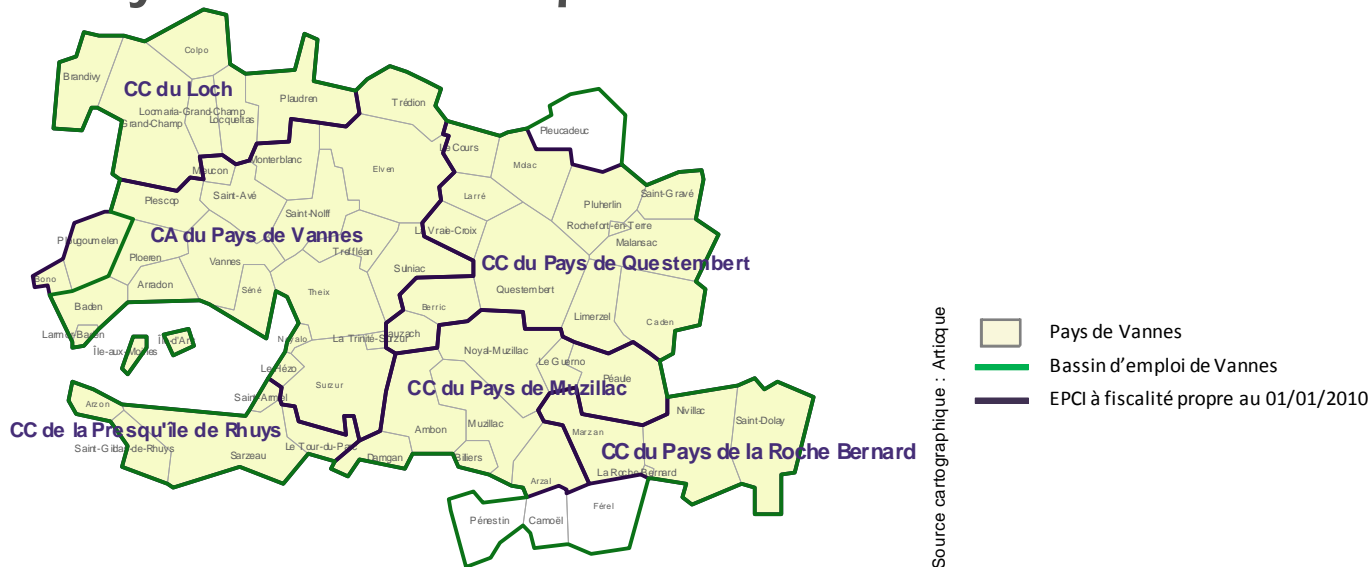 Colpo
Brandivy
CC du Loch
Plaudren
Trédion
Locmaria-Grand-Champ
Grand-Champ
Locqueltas
Pleucadeuc
Le Cours
Meucon
Monterblanc
Molac
Elven
Saint-Avé
Larré
Saint-Gravé
Plescop
Pluherlin
Saint-Nolff
Rochefort-en-Terre
La Vraie-Croix
CA du Pays de Vannes
Plougoumelen
Malansac
Treffléan
Ploeren
Vannes
Sulniac
CC du Pays de Questembert
Bono
Arradon
Séné
Theix
Questembert
Baden
Berric
Limerzel
Caden
Larmor-Baden
Île-d'Arz
Noyalo
La Trinité-Surzur
Lauzach
Île-aux-Moines
Noyal-Muzillac
Le Guerno
Le Hézo
Surzur
CC du Pays de Muzillac
Péaule
Saint-Armel
Arzon
Nivillac
Saint-Dolay
CC de la Presqu'île de Rhuys
Ambon
Muzillac
Marzan
Saint-Gildas-de-Rhuys
Le Tour-du-Parc
CC du Pays de la Roche Bernard
Sarzeau
Damgan
Billiers
La Roche-Bernard
Arzal
Pénestin
Camoël
Férel
Source cartographique : Articque
Pays de Vannes
Bassin d'emploi de Vannes
EPCI à fiscalité propre au 01/01/2010